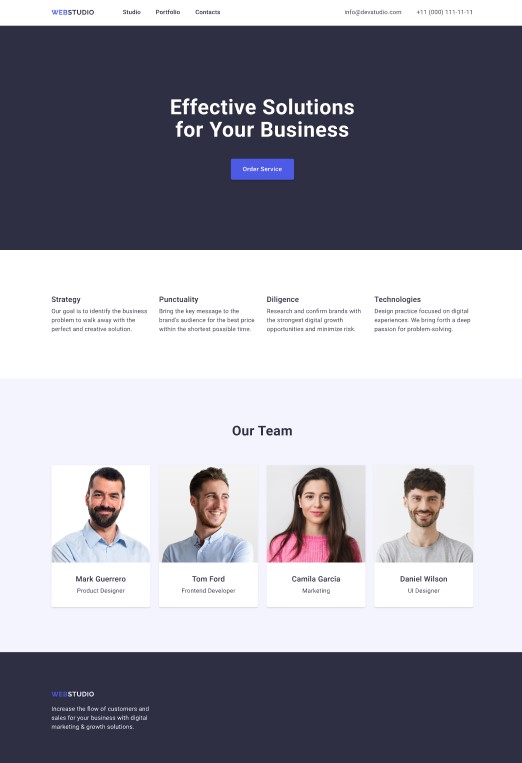 WEBSTUDIO Studio Portfolio Contacts info@devstudio.com +11 (000) 111-11-11
Effective Solutions
for Your Business
Order Service
Strategy
Our goal is to identify the business
problem to walk away with the
perfect and creative solution.
Punctuality
Bring the key message to the
brand's audience for the best price
within the shortest possible time.
Diligence
Research and confirm brands with
the strongest digital growth
opportunities and minimize risk.
Technologies
Design practice focused on digital
experiences. We bring forth a deep
passion for problem-solving.
Our Team
Mark Guerrero
Product Designer
Tom Ford
Frontend Developer
Camila Garcia
Marketing
Daniel Wilson
UI Designer
WEBSTUDIO
Increase the flow of customers and
sales for your business with digital
marketing & growth solutions.